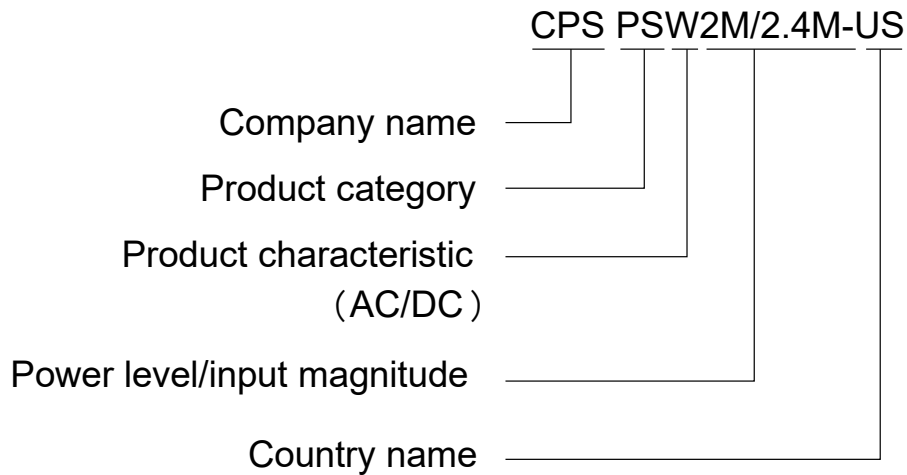 CPS PSW2M/2.4M-US
Company name
Product category
Product characteristic
（AC/DC）
Power level/input magnitude
Country name